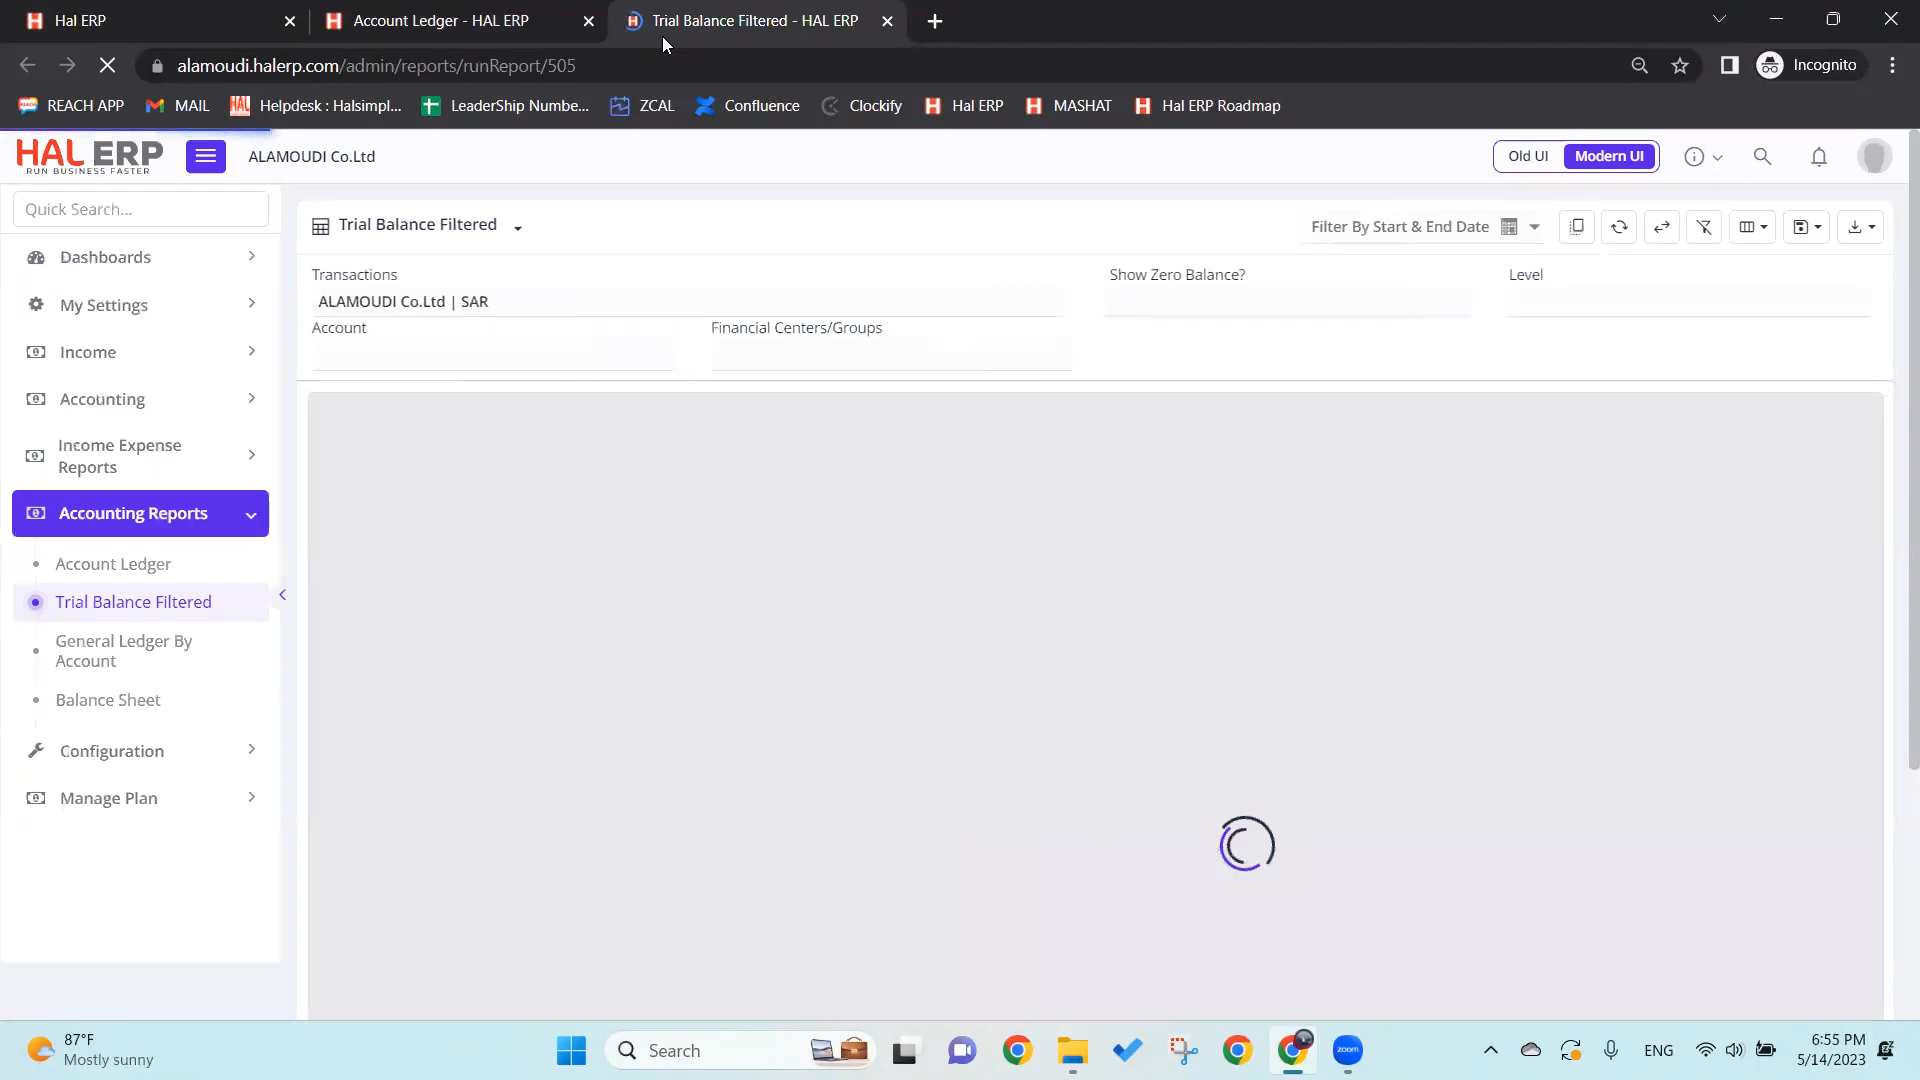 Hal ERP
Account Ledger - HAL ERP
Trial Balance Filtered - HAL ERP
alamoudi.halerp.com/admin/reports/runReport/505
Incognito
REACH APP
MAIL
Helpdesk : Halsimpl...
LeaderShip Numbe...
ZCAL
Confluence
Clockify
Hal ERP
MASHAT
Hal ERP Roadmap
HAL ERP
RUN BUSINESS FASTER
ALAMOUDI Co.Ltd
Old UI
Modern UI
Quick Search...
Dashboards
My Settings
Income
Accounting
Income Expense
Reports
Accounting Reports
Account Ledger
Trial Balance Filtered
General Ledger By
Account
Balance Sheet
Configuration
Manage Plan
Trial Balance Filtered
Filter By Start & End Date
Transactions
Show Zero Balance?
Level
ALAMOUDI Co.Ltd | SAR
Account
Financial Centers/Groups
87°F
Mostly sunny
Search
zoom
ENG
6:55 PM
5/14/2023